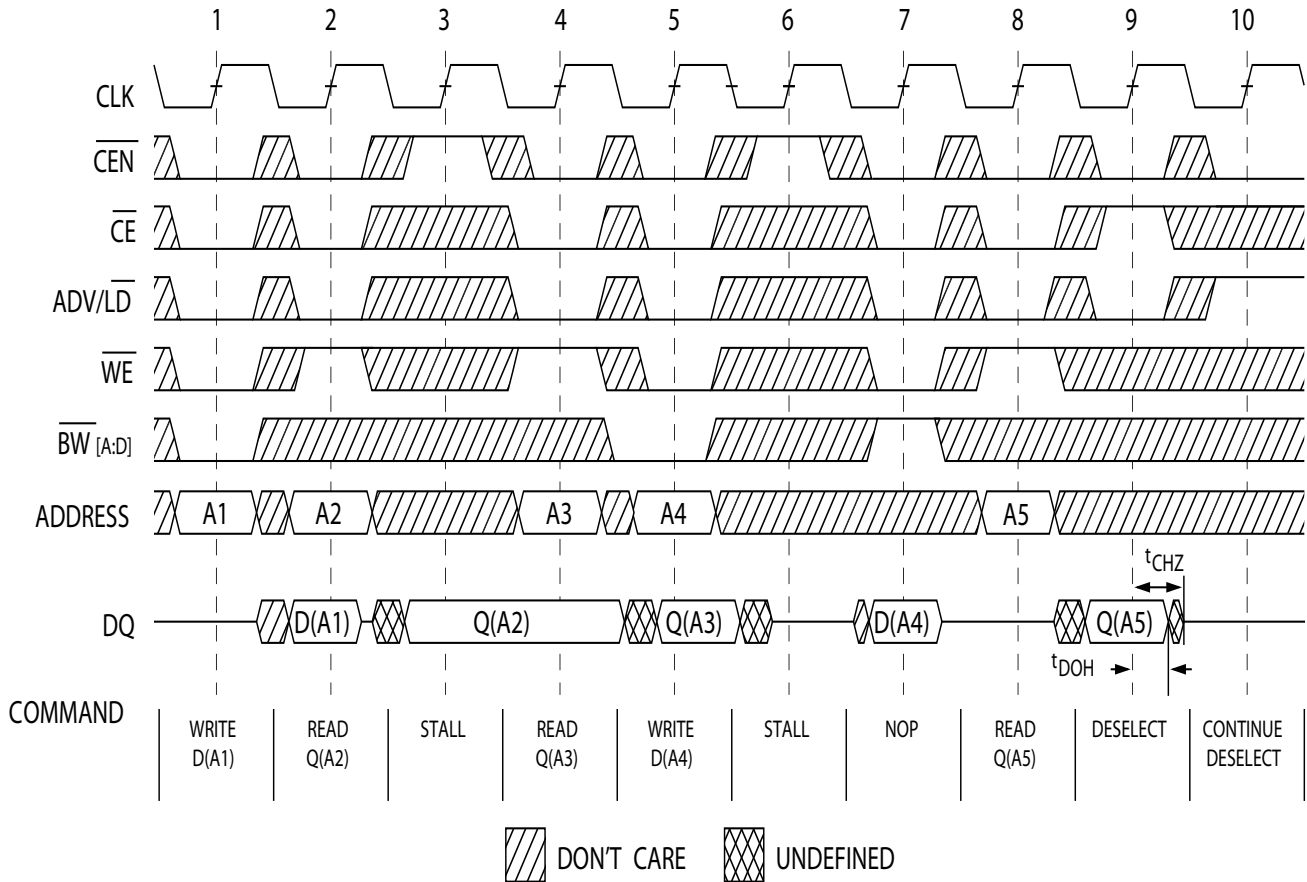 1 2 3 4 5 6 7 8 9 10
CLK
CEN
CE
ADV/LD
WE
BW [A:D]
ADDRESS A1 A2 A3 A4 A5
tCHZ
DQ D(A1) Q(A2) Q(A3) D(A4) Q(A5)
tDOH
COMMAND
WRITE READ STALL READ WRITE STALL NOP READ DESELECT CONTINUE
D(A1) Q(A2) Q(A3) D(A4) Q(A5) DESELECT
DON'T CARE UNDEFINED